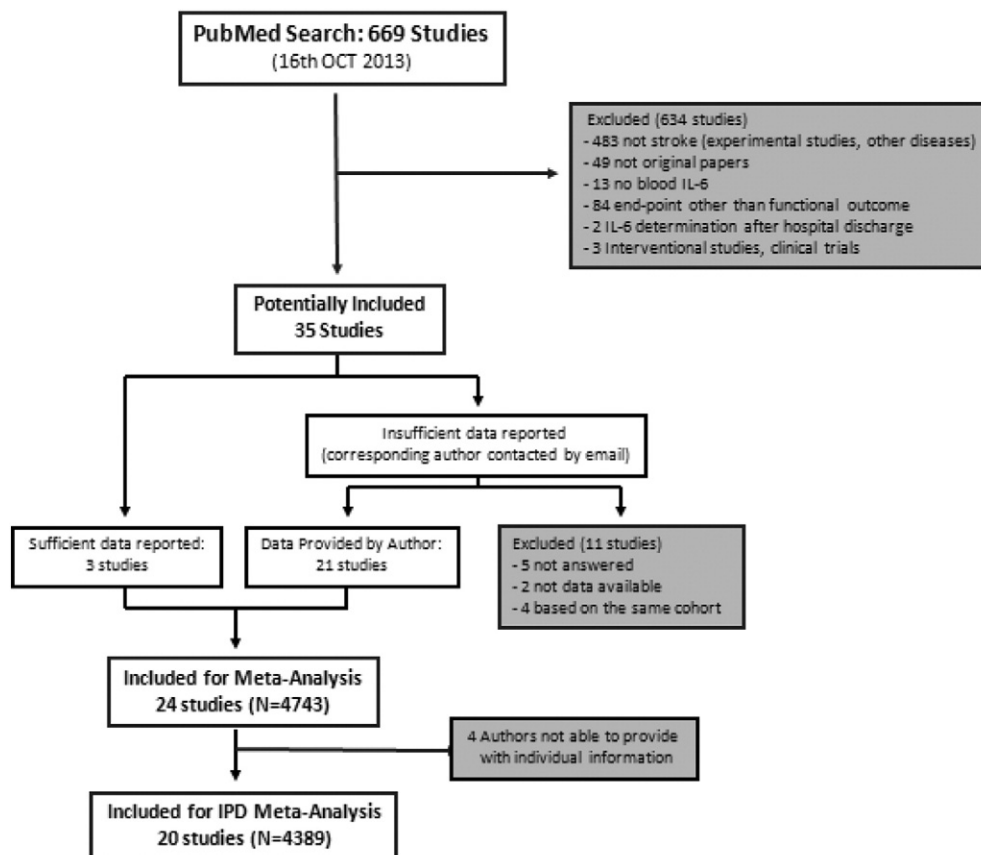 PubMed Search: 669 Studies
(16th OCT 2013)
Excluded (634 studies)
- 483 not stroke (experimental studies, other diseases)
- 49 not original papers
- 13 no blood IL-6
- 84 end-point other than functional outcome
- 2 IL-6 determination after hospital discharge
- 3 Interventional studies, clinical trials
Potentially Included
35 Studies
Insufficient data reported
(corresponding author contacted by email)
Sufficient data reported:
3 studies
Data Provided by Author:
21 studies
Excluded (11 studies)
- 5 not answered
- 2 not data available
- 4 based on the same cohort
Included for Meta-Analysis
24 studies (N=4743)
4 Authors not able to provide
with individual information
Included for IPD Meta-Analysis
20 studies (N=4389)